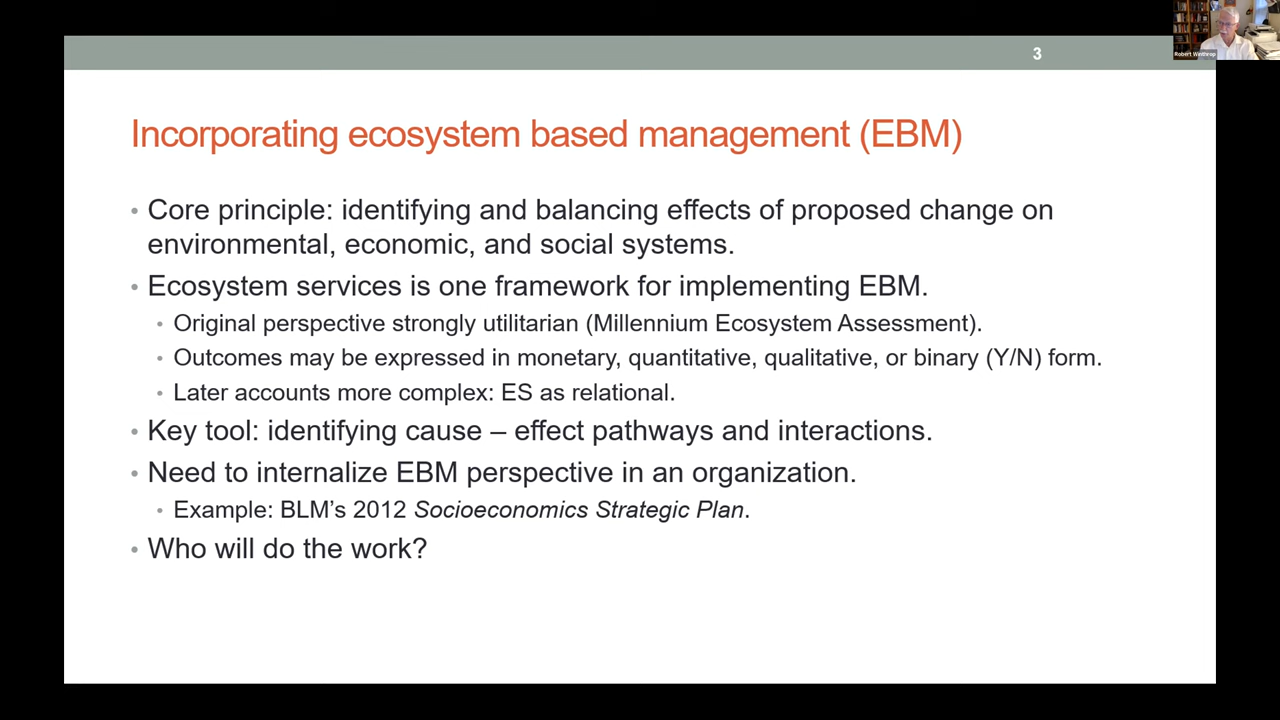 3
Robert Winthrop
Incorporating ecosystem based management (EBM)
• Core principle: identifying and balancing effects of proposed change on
environmental, economic, and social systems.
• Ecosystem services is one framework for implementing EBM.
• Original perspective strongly utilitarian (Millennium Ecosystem Assessment).
• Outcomes may be expressed in monetary, quantitative, qualitative, or binary (Y/N) form.
• Later accounts more complex: ES as relational.
• Key tool: identifying cause – effect pathways and interactions.
• Need to internalize EBM perspective in an organization.
• Example: BLM’s 2012 Socioeconomics Strategic Plan.
• Who will do the work?